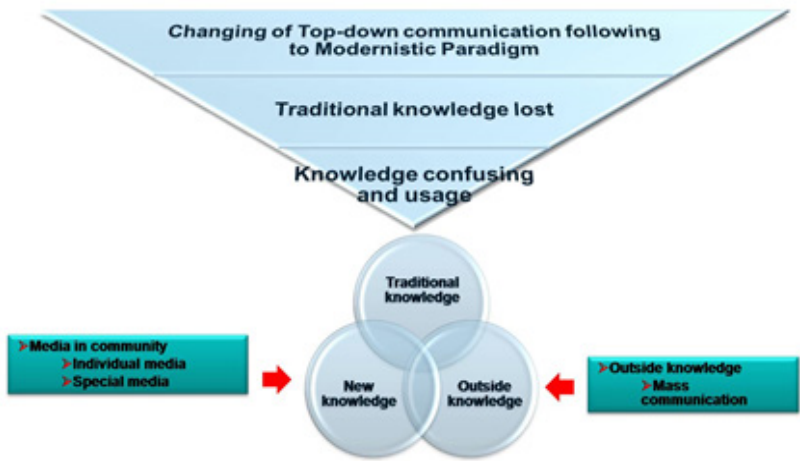 Changing of Top-down communication following
to Modernistic Paradigm
Traditional knowledge lost
Knowledge confusing
and usage
Traditional
knowledge
➢Media in community
➢Individual media
➢Special media
New
knowledge
Outside
knowledge
➢Outside knowledge
➢Mass
communication